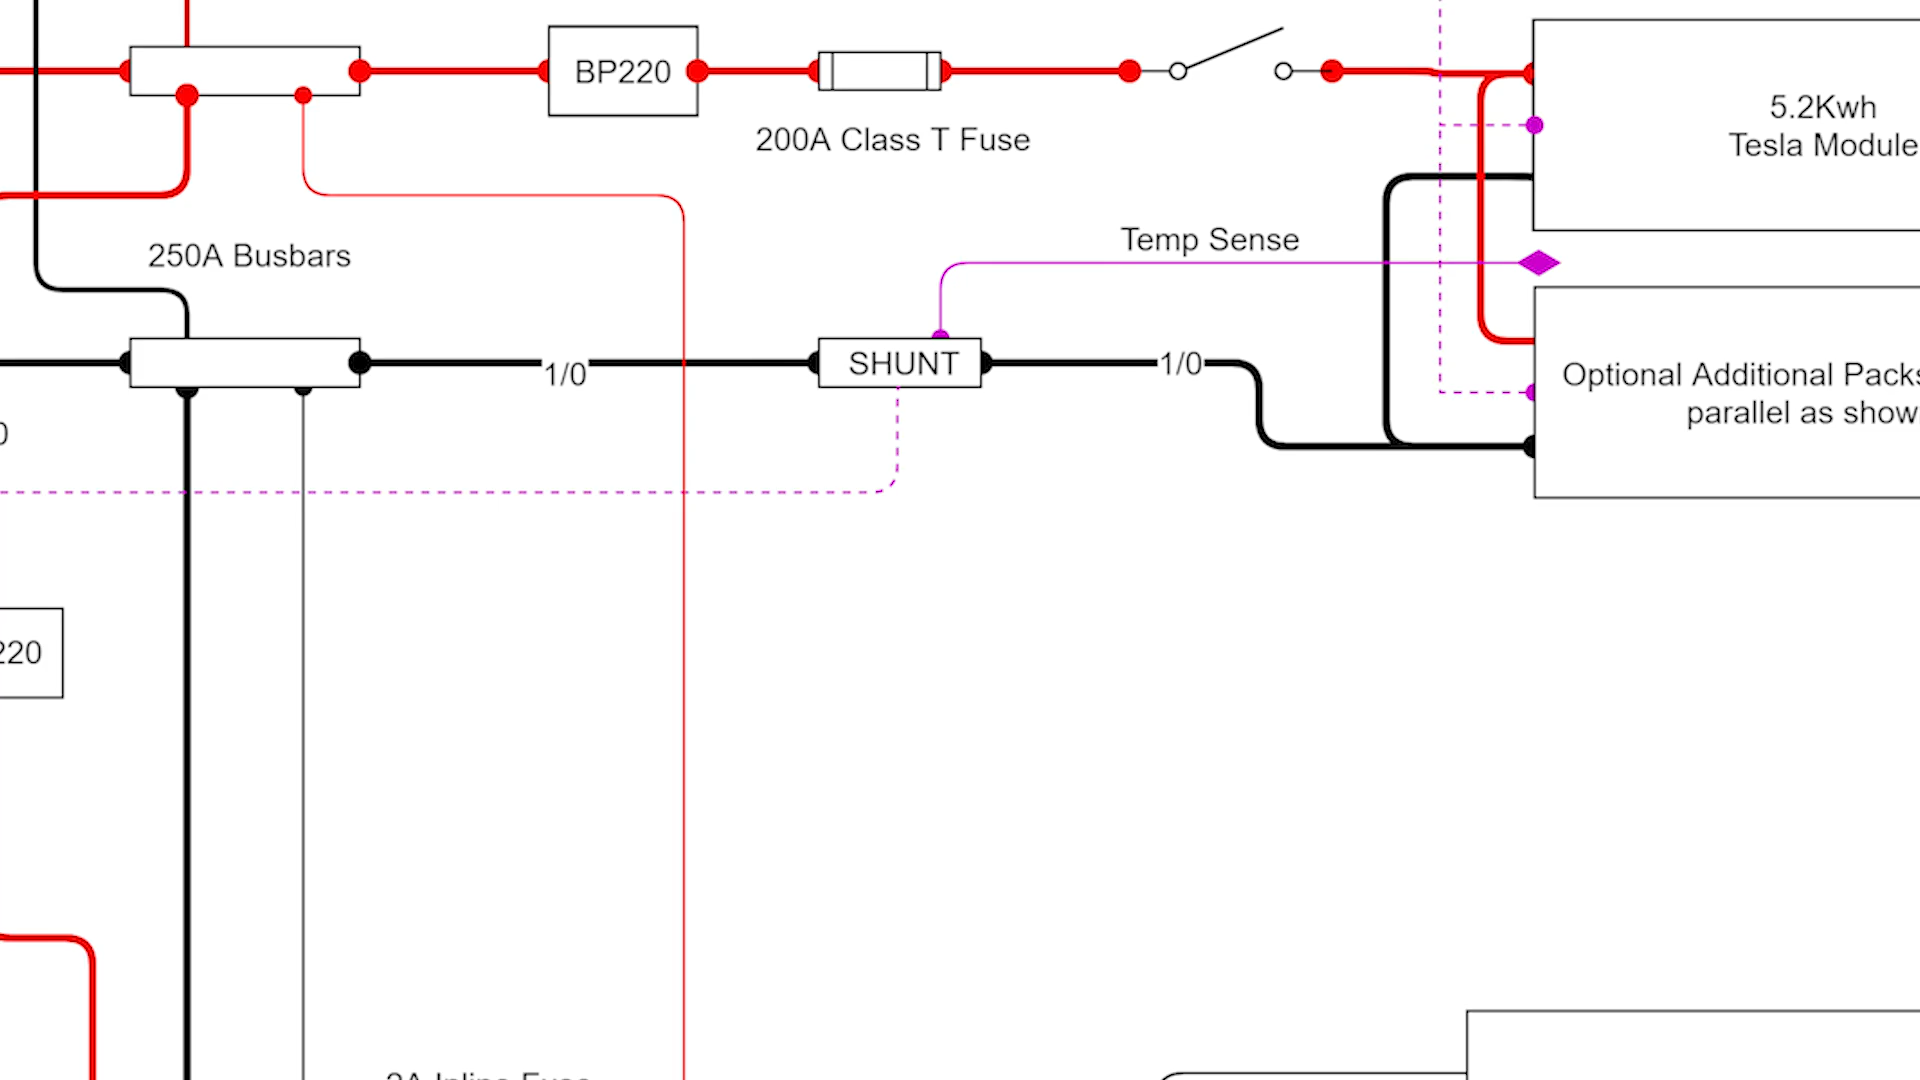 BP220
200A Class T Fuse
5.2Kwh
Tesla Module
250A Busbars
Temp Sense
1/0
SHUNT
1/0
Optional Additional Packs
parallel as show
220